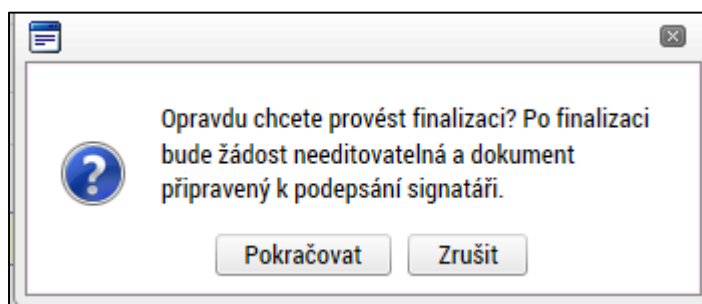 Opravdu chcete provést finalizaci? Po finalizaci
bude žádost needitovatelná a dokument
připravený k podepsání signatáři.
Pokračovat
Zrušit